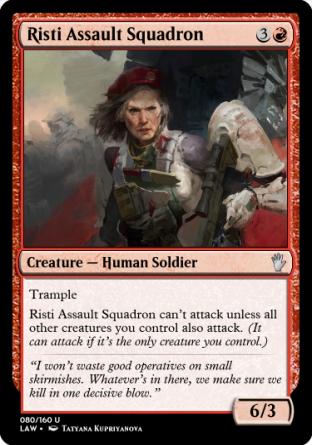 Risti Assault Squadron 3
Creature — Human Soldier
Trample
Risti Assault Squadron can't attack unless all
other creatures you control also attack. (It
can attack if it's the only creature you control.)
“I won't waste good operatives on small
skirmishes. Whatever's in there, we make sure we
kill in one decisive blow.”
6/3
080/160 U
LAW • Tatyana Kupriyanova